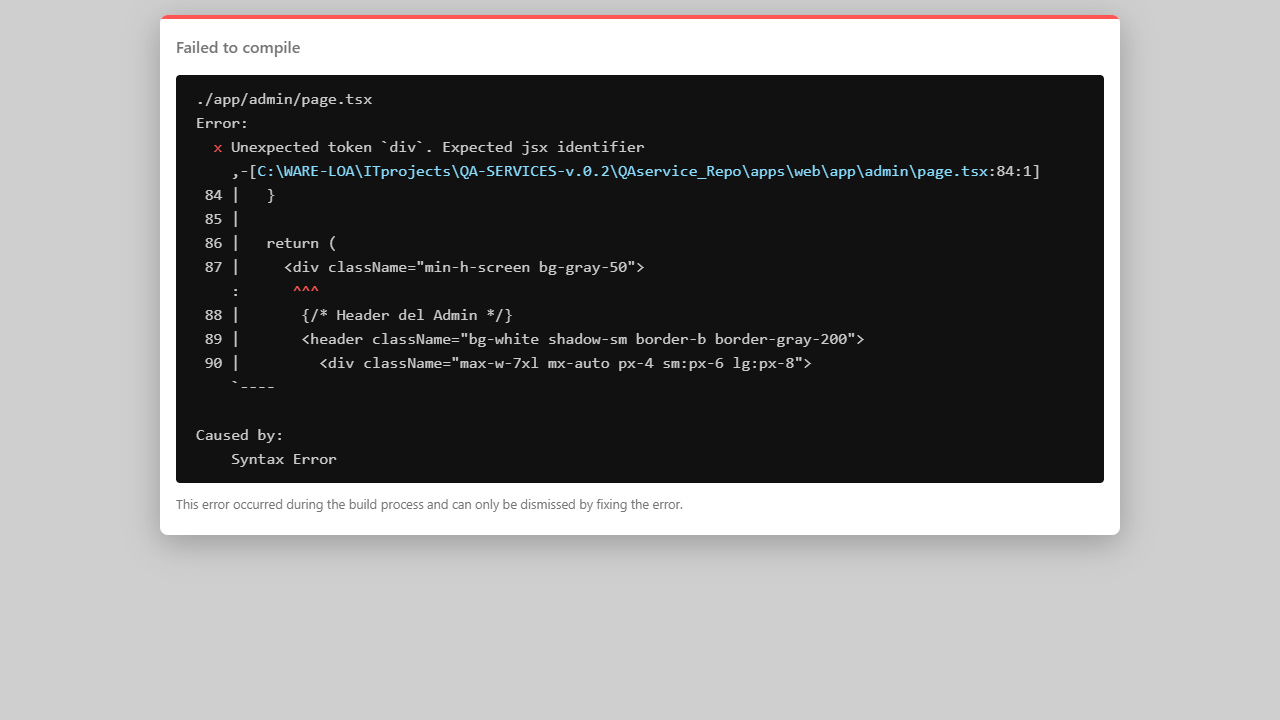 Failed to compile
./app/admin/page.tsx
Error:
  x Unexpected token `div`. Expected jsx identifier
    ,-[C:\WARE-LOA\ITprojects\QA-SERVICES-v.0.2\QAservice_Repo\apps\web\app\admin\page.tsx:84:1]
 84 |   }
 85 |
 86 |   return (
 87 |     <div className="min-h-screen bg-gray-50">
    :      ^^^
 88 |       {/* Header del Admin */}
 89 |       <header className="bg-white shadow-sm border-b border-gray-200">
 90 |         <div className="max-w-7xl mx-auto px-4 sm:px-6 lg:px-8">
    `----
Caused by:
    Syntax Error
This error occurred during the build process and can only be dismissed by fixing the error.